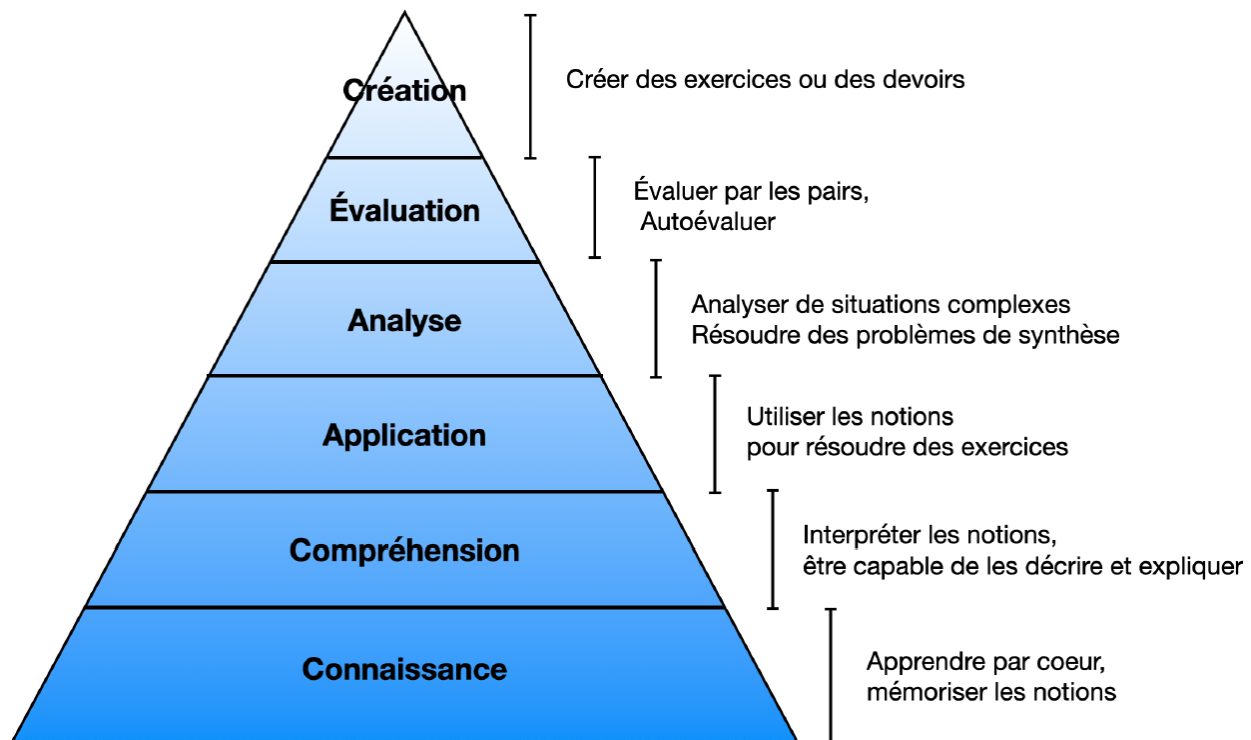 Création
Créer des exercices ou des devoirs
Évaluation
Évaluer par les pairs,
Autoévaluer
Analyse
Analyser de situations complexes
Résoudre des problèmes de synthèse
Application
Utiliser les notions
pour résoudre des exercices
Compréhension
Interpréter les notions,
être capable de les décrire et expliquer
Connaissance
Apprendre par coeur,
mémoriser les notions